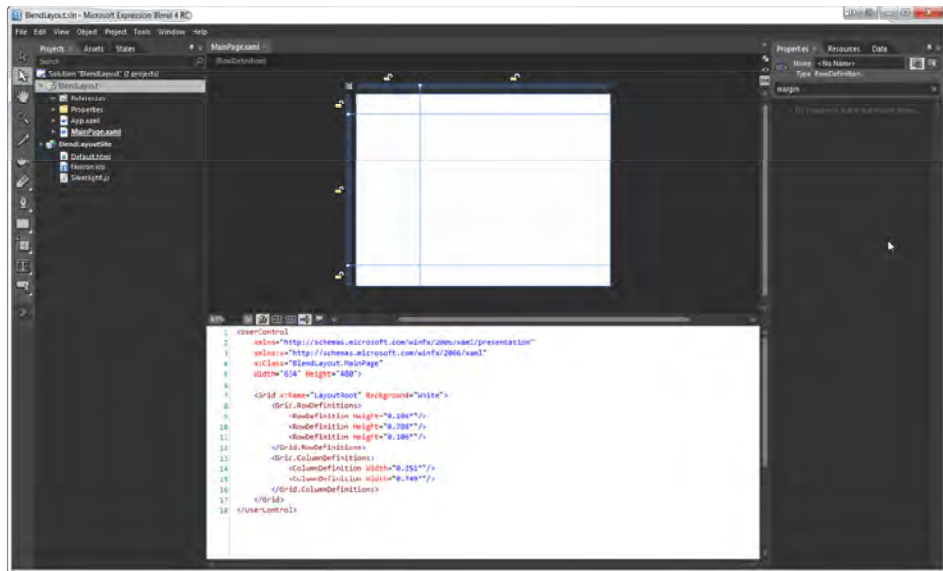 BlendLayout.sln - Microsoft Expression Blend 4 RC
File Edit View Object Project Tools Window Help
Projects Assets States
MainPage.xaml
Properties Resources Data
Search
[RowDefinition]
Name <No Name>
Type RowDefinition
Solution "BlendLayout" (2 projects)
BlendLayout
References
Properties
App.xaml
MainPage.xaml
BlendLayoutSite
Default.html
Silverlight.js
margin
1 <UserControl
2 xmlns="http://schemas.microsoft.com/winfx/2006/xaml/presentation"
3 xmlns:x="http://schemas.microsoft.com/winfx/2006/xaml"
4 x:Class="BlendLayout.MainPage"
5 Width="634" Height="480">
6
7 <Grid x:Name="LayoutRoot" Background="White">
8 <Grid.RowDefinitions>
9 <RowDefinition Height="0.106*"/>
10 <RowDefinition Height="0.788*"/>
11 <RowDefinition Height="0.106*"/>
12 </Grid.RowDefinitions>
13 <Grid.ColumnDefinitions>
14 <ColumnDefinition Width="0.251*"/>
15 <ColumnDefinition Width="0.749*"/>
16 </Grid.ColumnDefinitions>
17 </Grid>
18 </UserControl>